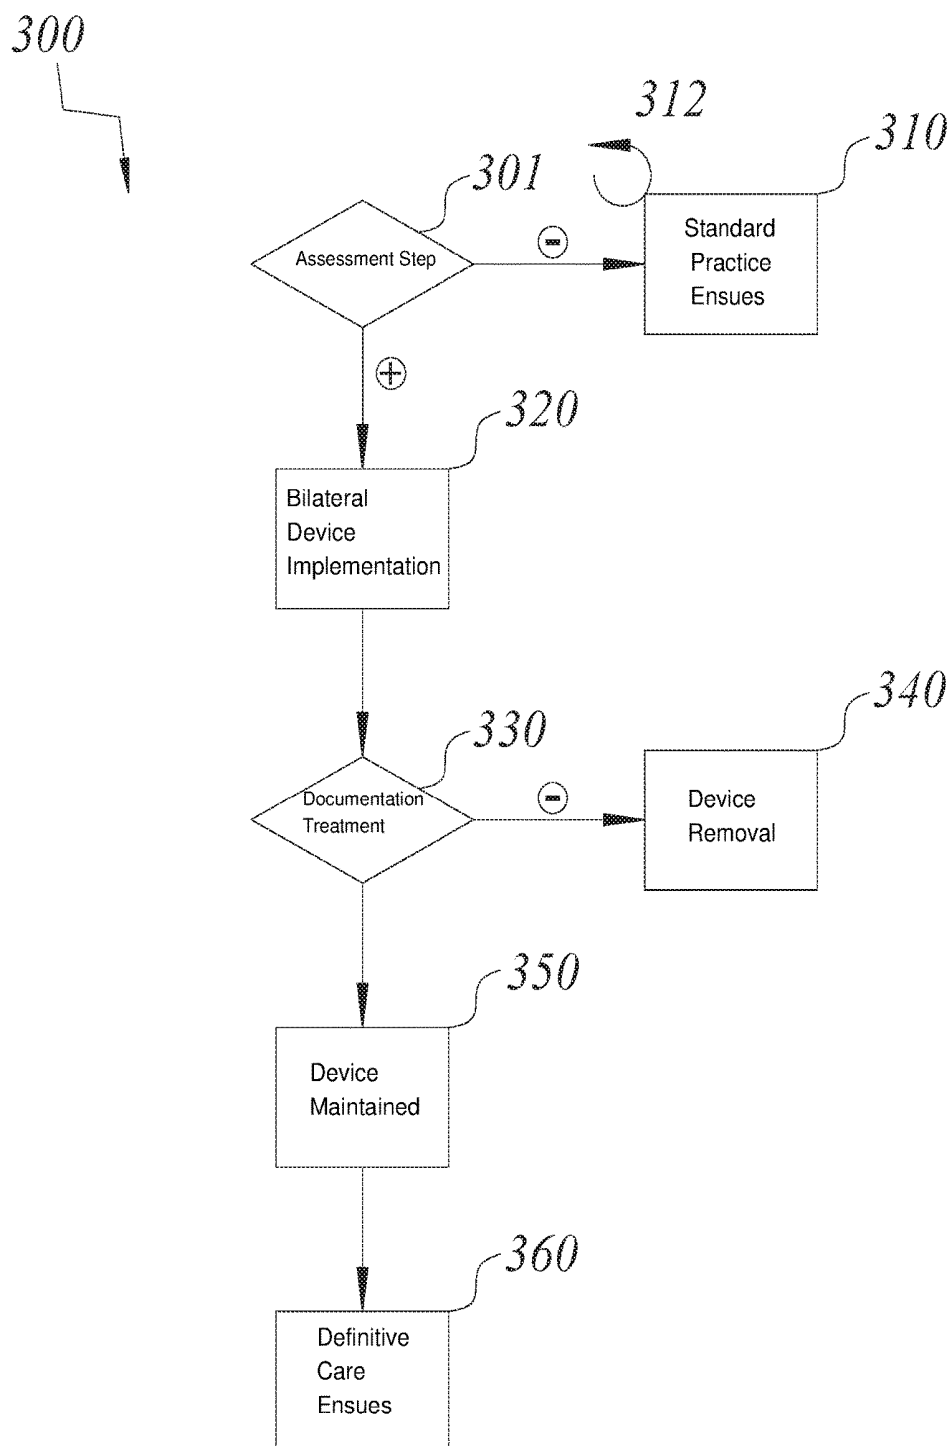 300
312
310
301
Assessment Step
-
Standard
Practice
Ensues
+
320
Bilateral
Device
Implementation
330
340
Documentation
Treatment
-
Device
Removal
350
Device
Maintained
360
Definitive
Care
Ensues